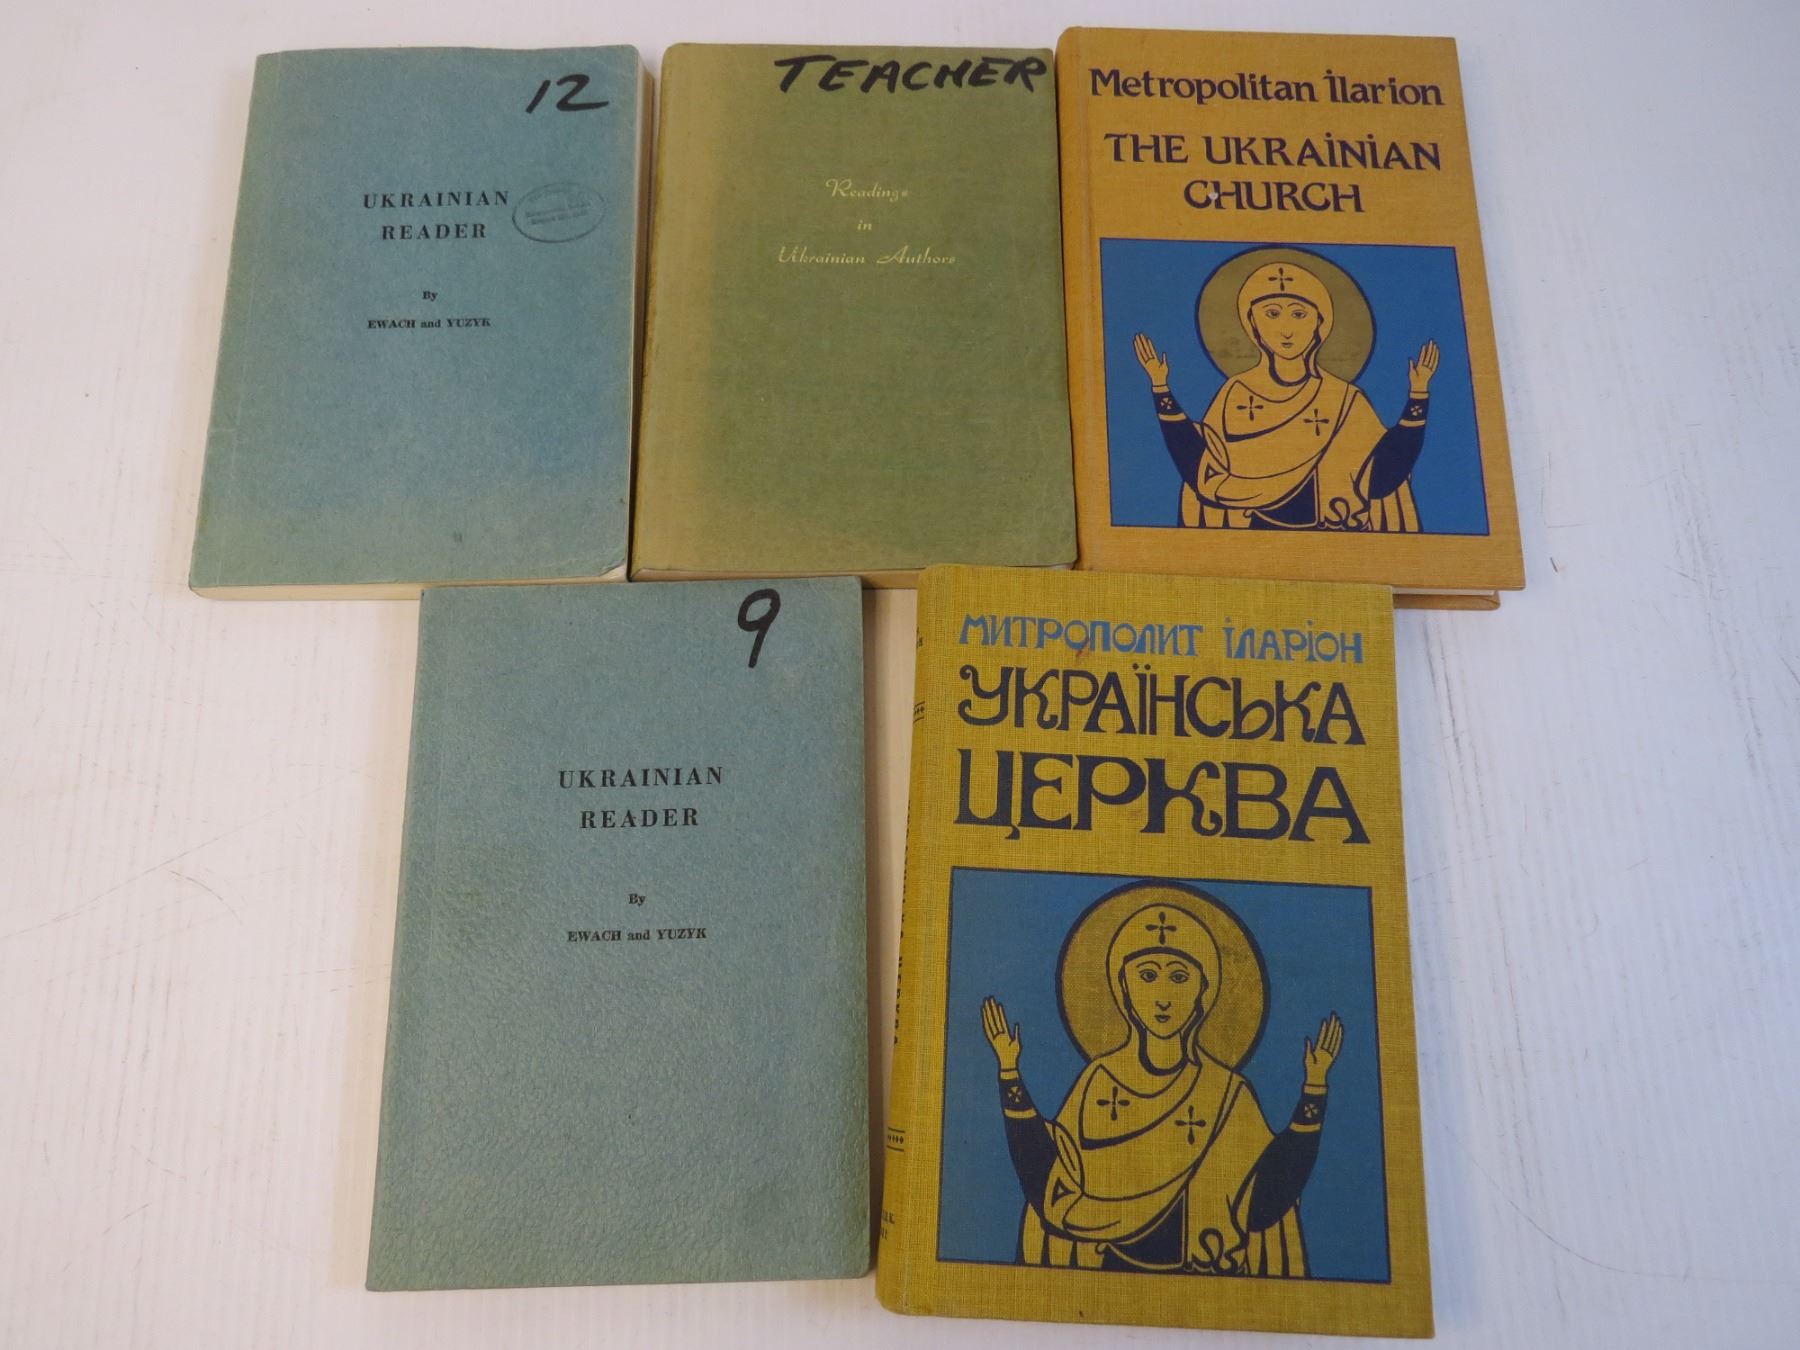 12
UKRAINIAN
READER
By
EWACH and YUZYK
TEACHER
Readings
in
Ukrainian Authors
Metropolitan ilarion
THE UKRAiNiAN
CHURCH
9
UKRAINIAN
READER
By
EWACH and YUZYK
МИТРОПОЛИТ ІЛАРІОН
УКРАЇНСЬКА
ЦЕРКВА